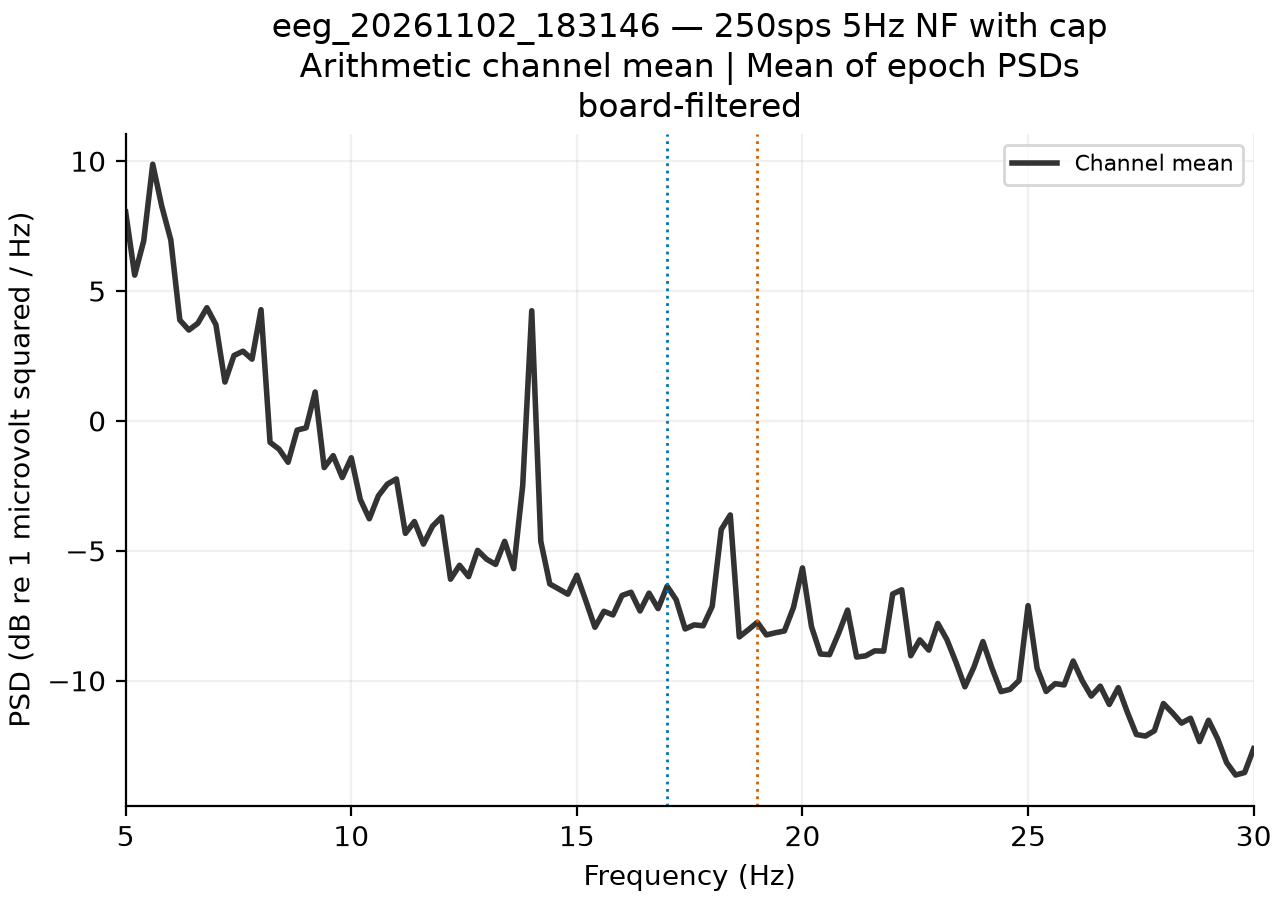 eeg_20261102_183146 — 250sps 5Hz NF with cap
Arithmetic channel mean | Mean of epoch PSDs
board-filtered
Channel mean
PSD (dB re 1 microvolt squared / Hz)
10
5
0
−5
−10
5
10
15
20
25
30
Frequency (Hz)